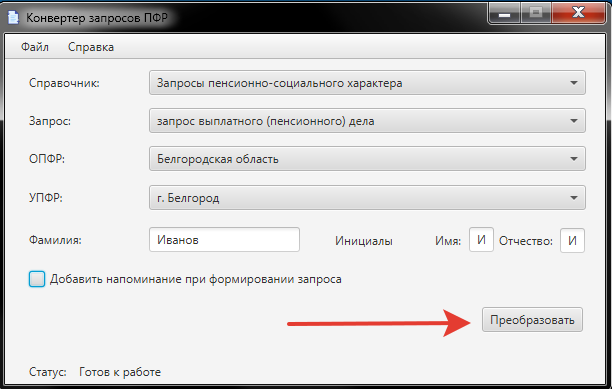 Конвертер запросов ПФР
Файл Справка
Справочник: Запросы пенсионно-социального характера
Запрос: запрос выплатного (пенсионного) дела
ОПФР: Белгородская область
УПФР: г. Белгород
Фамилия: Иванов Инициалы Имя: И Отчество: И
Добавить напоминание при формировании запроса
Преобразовать
Статус: Готов к работе